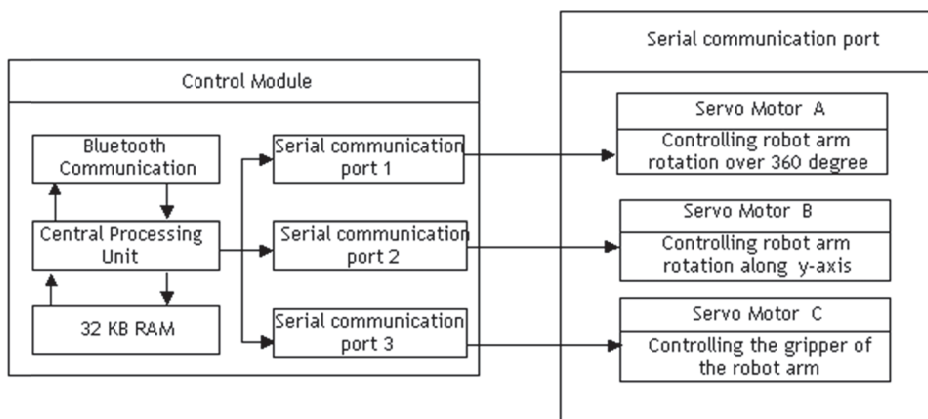 Control Module
Bluetooth
Communication
Central Processing
Unit
32 KB RAM
Serial communication
port 1
Serial communication
port 2
Serial communication
port 3
Serial communication port
Servo Motor A
Controlling robot arm
rotation over 360 degree
Servo Motor B
Controlling robot arm
rotation along y-axis
Servo Motor C
Controlling the gripper of
the robot arm